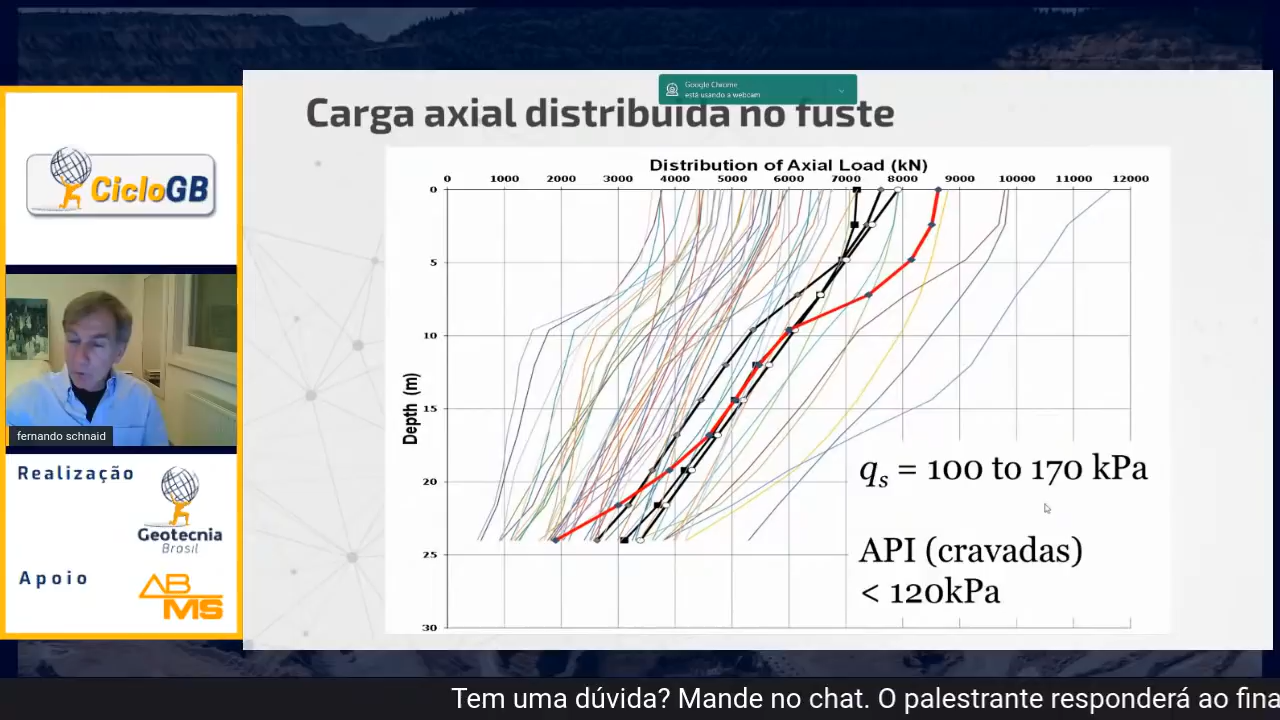 Google Chrome
está usando a webcam
Carga axial distribuída no fuste
CicloGB
Distribution of Axial Load (kN)
0 1000 2000 3000 4000 5000 6000 7000 8000 9000 10000 11000 12000
0
5
10
15
20
25
30
Depth (m)
qs = 100 to 170 kPa
API (cravadas)
< 120kPa
fernando schnaid
Realização
Geotecnia
Brasil
Apoio
ABMS
Tem uma dúvida? Mande no chat. O palestrante responderá ao fina